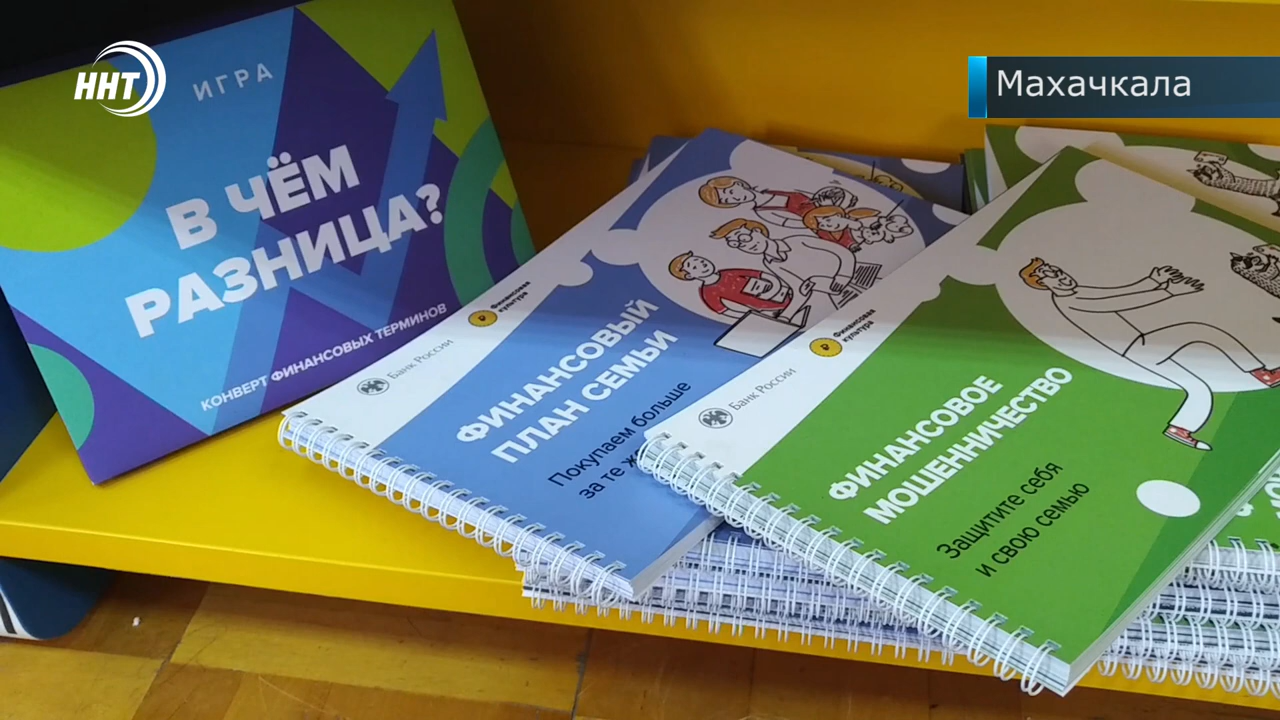 ННТ
Махачкала
ИГРА
В ЧЁМ
РАЗНИЦА?
КОНВЕРТ ФИНАНСОВЫХ ТЕРМИНОВ
Финансовая
культура
Банк России
ФИНАНСОВЫЙ
ПЛАН СЕМЬИ
Покупаем больше
за те
Финансовая
культура
Банк России
ФИНАНСОВОЕ
МОШЕННИЧЕСТВО
Защитите себя
и свою семью